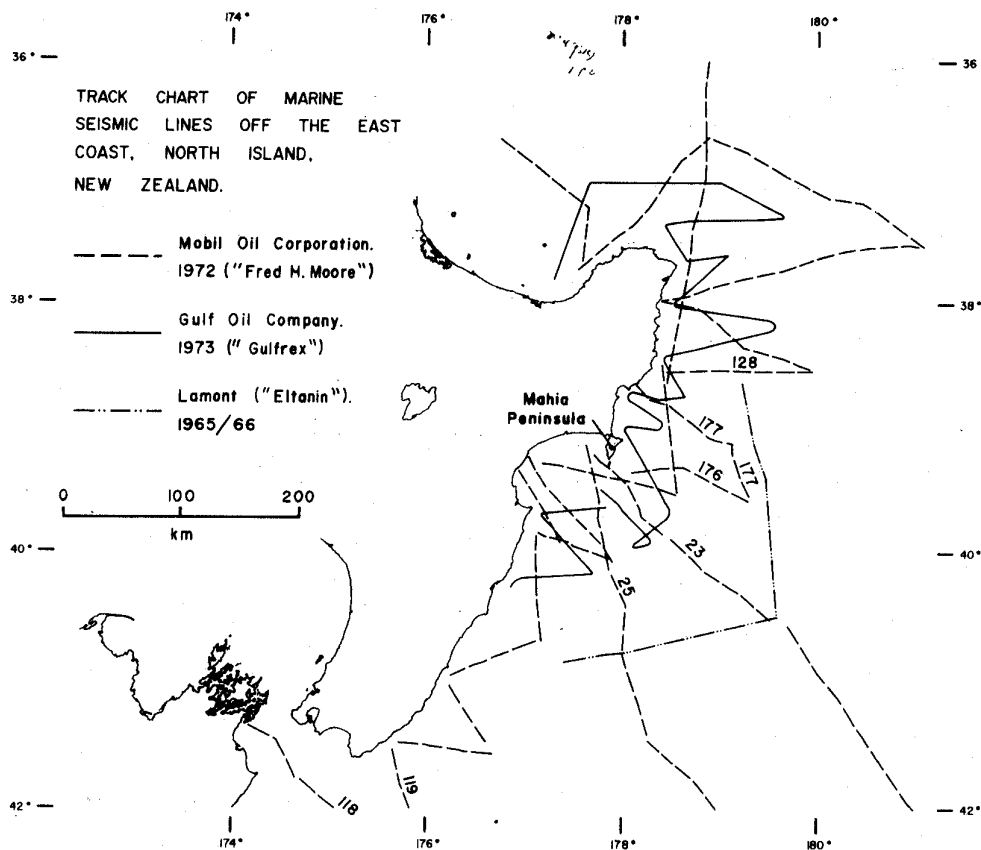 174° 176° 178° 180°
36° 36
TRACK CHART OF MARINE
SEISMIC LINES OFF THE EAST
COAST, NORTH ISLAND,
NEW ZEALAND.
Mobil Oil Corporation.
1972 ("Fred H. Moore")
38° 38°
Gulf Oil Company.
1973 (" Gulfrex")
128
Lamont ("Eltanin").
1965/66
Mahia
Peninsula
177
176
177
0 100 200
km
40° 40°
23
25
118
119
42° 42°
174° 176° 178° 180°